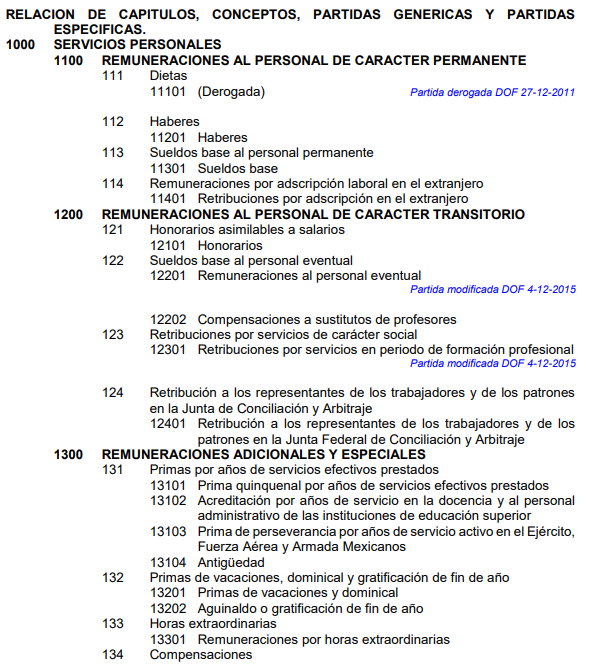 RELACION DE CAPITULOS, CONCEPTOS, PARTIDAS GENERICAS Y PARTIDAS
ESPECIFICAS.
1000 SERVICIOS PERSONALES
1100 REMUNERACIONES AL PERSONAL DE CARACTER PERMANENTE
111 Dietas
11101 (Derogada) Partida derogada DOF 27-12-2011
112 Haberes
11201 Haberes
113 Sueldos base al personal permanente
11301 Sueldos base
114 Remuneraciones por adscripción laboral en el extranjero
11401 Retribuciones por adscripción en el extranjero
1200 REMUNERACIONES AL PERSONAL DE CARACTER TRANSITORIO
121 Honorarios asimilables a salarios
12101 Honorarios
122 Sueldos base al personal eventual
12201 Remuneraciones al personal eventual
Partida modificada DOF 4-12-2015
12202 Compensaciones a sustitutos de profesores
123 Retribuciones por servicios de carácter social
12301 Retribuciones por servicios en periodo de formación profesional
Partida modificada DOF 4-12-2015
124 Retribución a los representantes de los trabajadores y de los patrones
en la Junta de Conciliación y Arbitraje
12401 Retribución a los representantes de los trabajadores y de los
patrones en la Junta Federal de Conciliación y Arbitraje
1300 REMUNERACIONES ADICIONALES Y ESPECIALES
131 Primas por años de servicios efectivos prestados
13101 Prima quinquenal por años de servicios efectivos prestados
13102 Acreditación por años de servicio en la docencia y al personal
administrativo de las instituciones de educación superior
13103 Prima de perseverancia por años de servicio activo en el Ejército,
Fuerza Aérea y Armada Mexicanos
13104 Antigüedad
132 Primas de vacaciones, dominical y gratificación de fin de año
13201 Primas de vacaciones y dominical
13202 Aguinaldo o gratificación de fin de año
133 Horas extraordinarias
13301 Remuneraciones por horas extraordinarias
134 Compensaciones